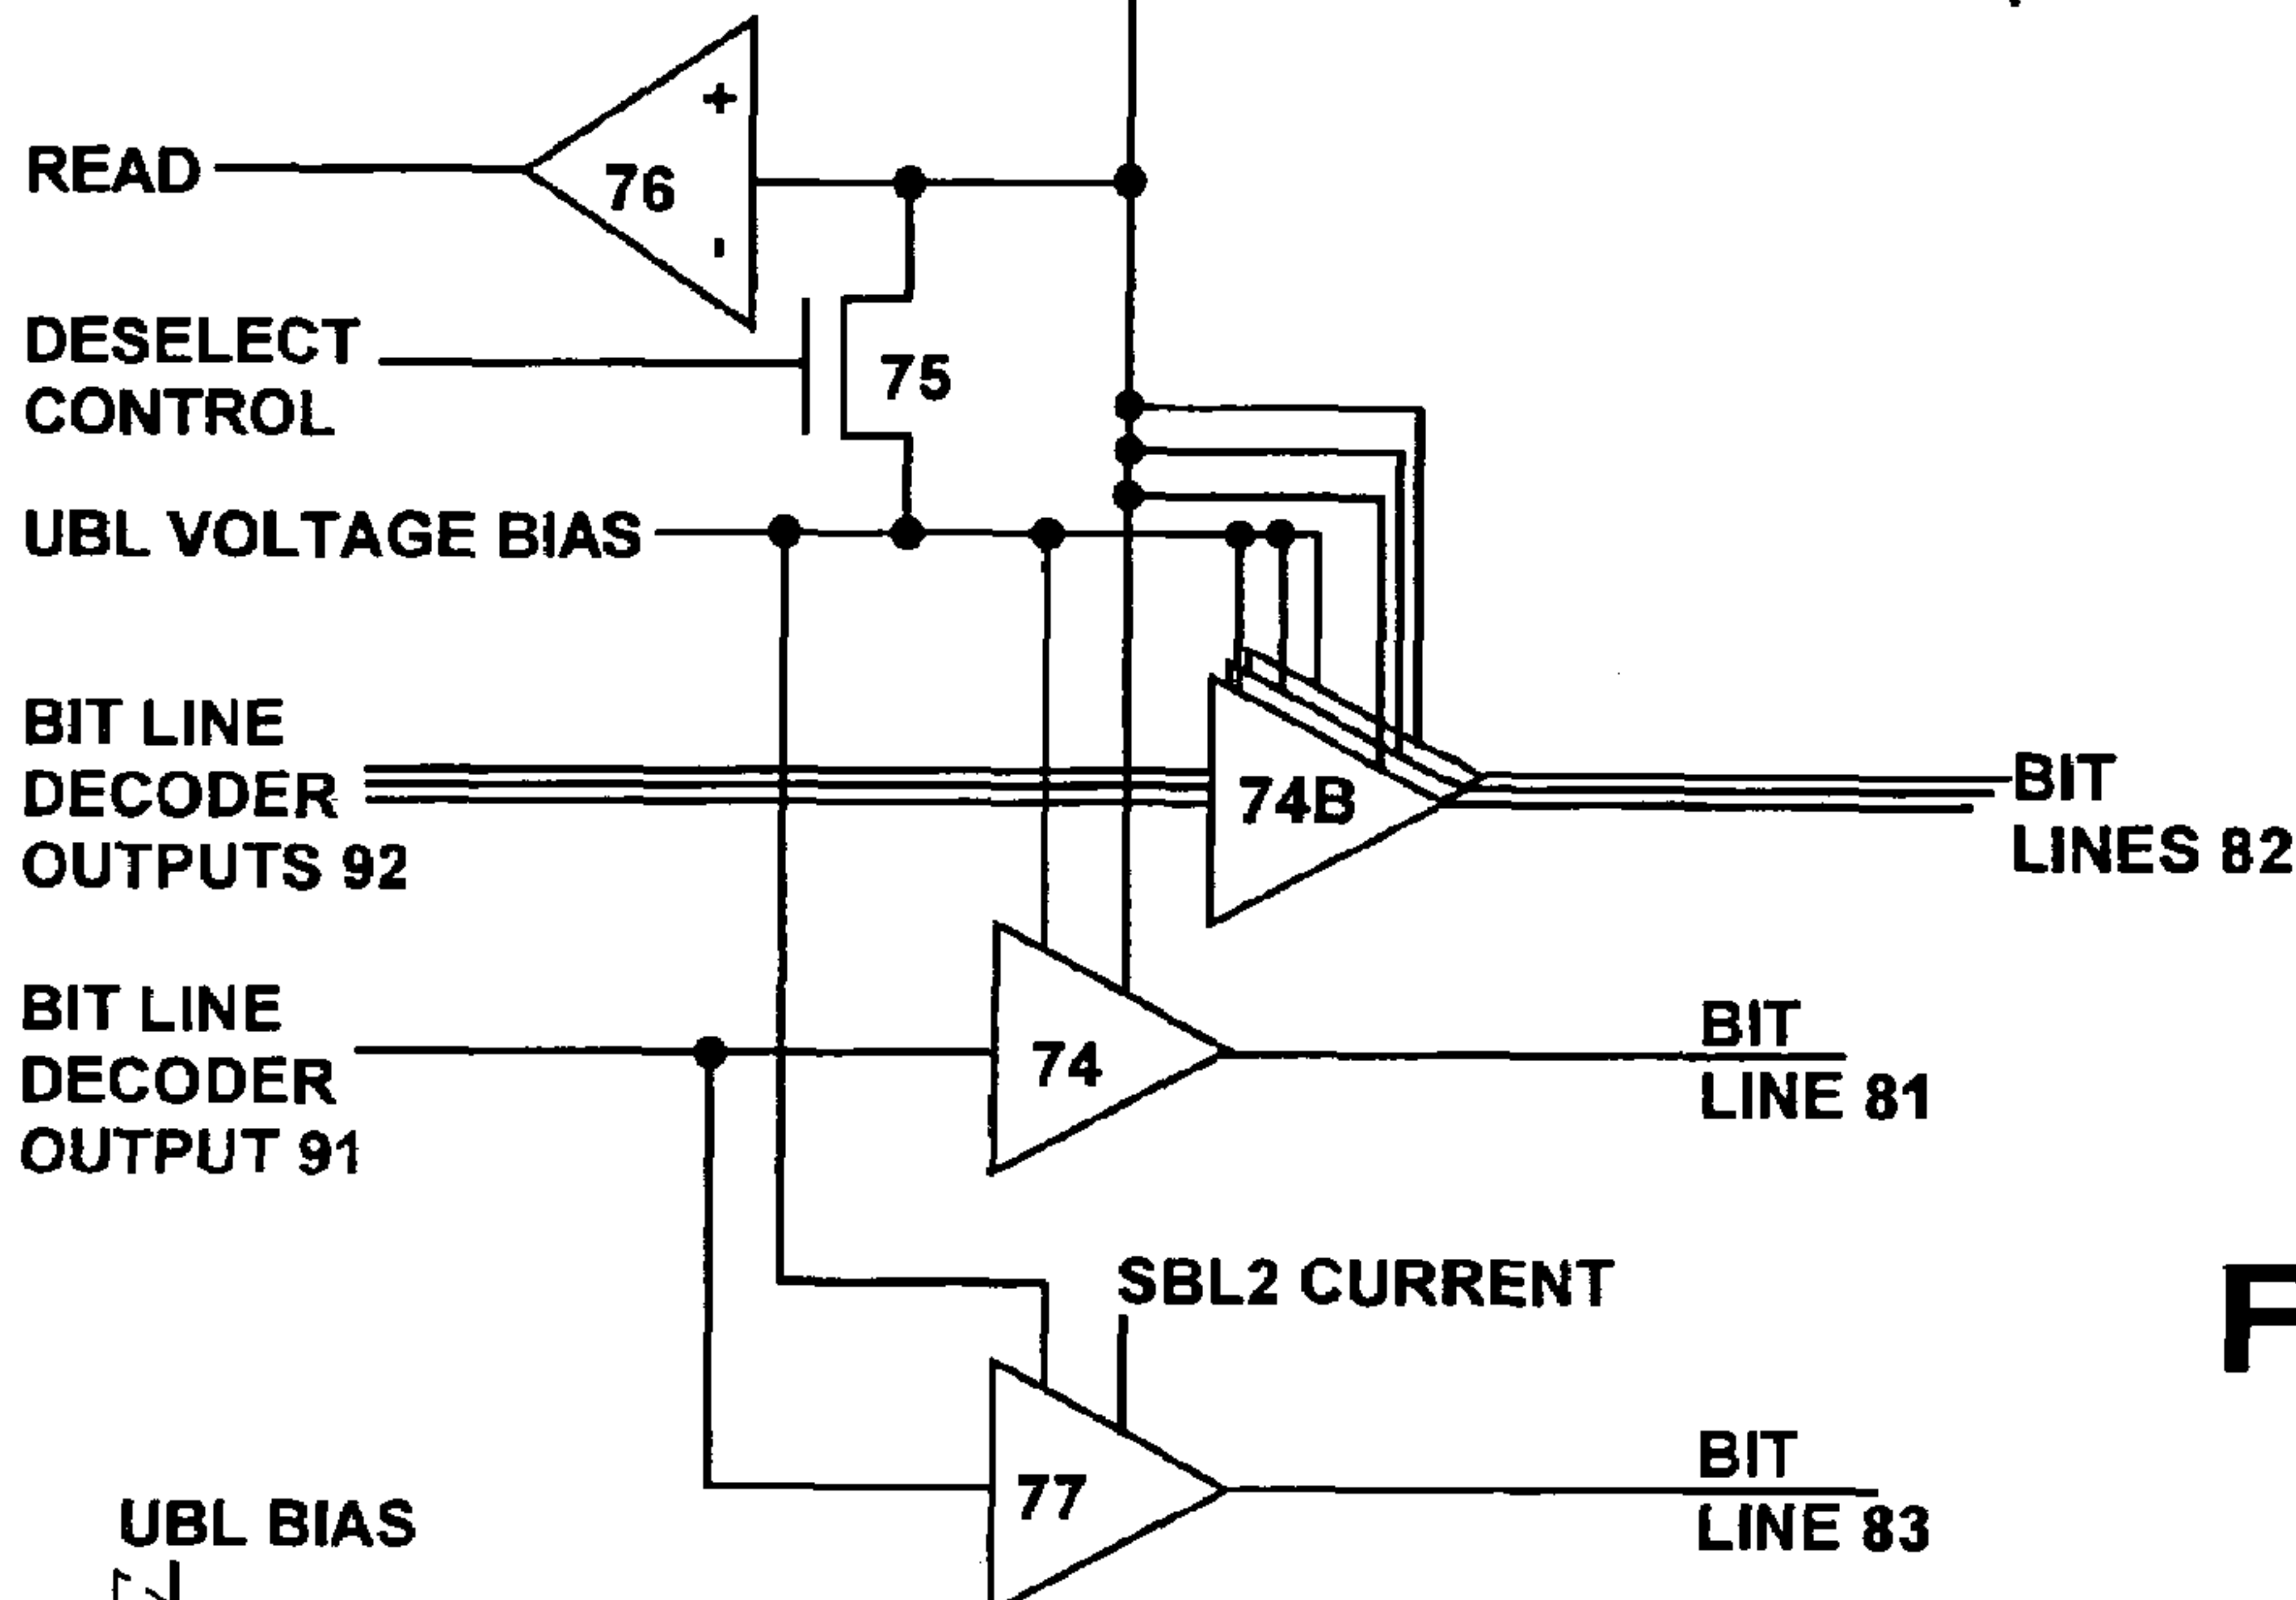 +
READ
76
-
DESELECT
CONTROL
75
UBL VOLTAGE BIAS
BIT LINE
DECODER
OUTPUTS 92
74B
BIT
LINES 82
BIT LINE
DECODER
OUTPUT 91
74
BIT
LINE 81
SBL2 CURRENT
F
77
BIT
LINE 83
UBL BIAS